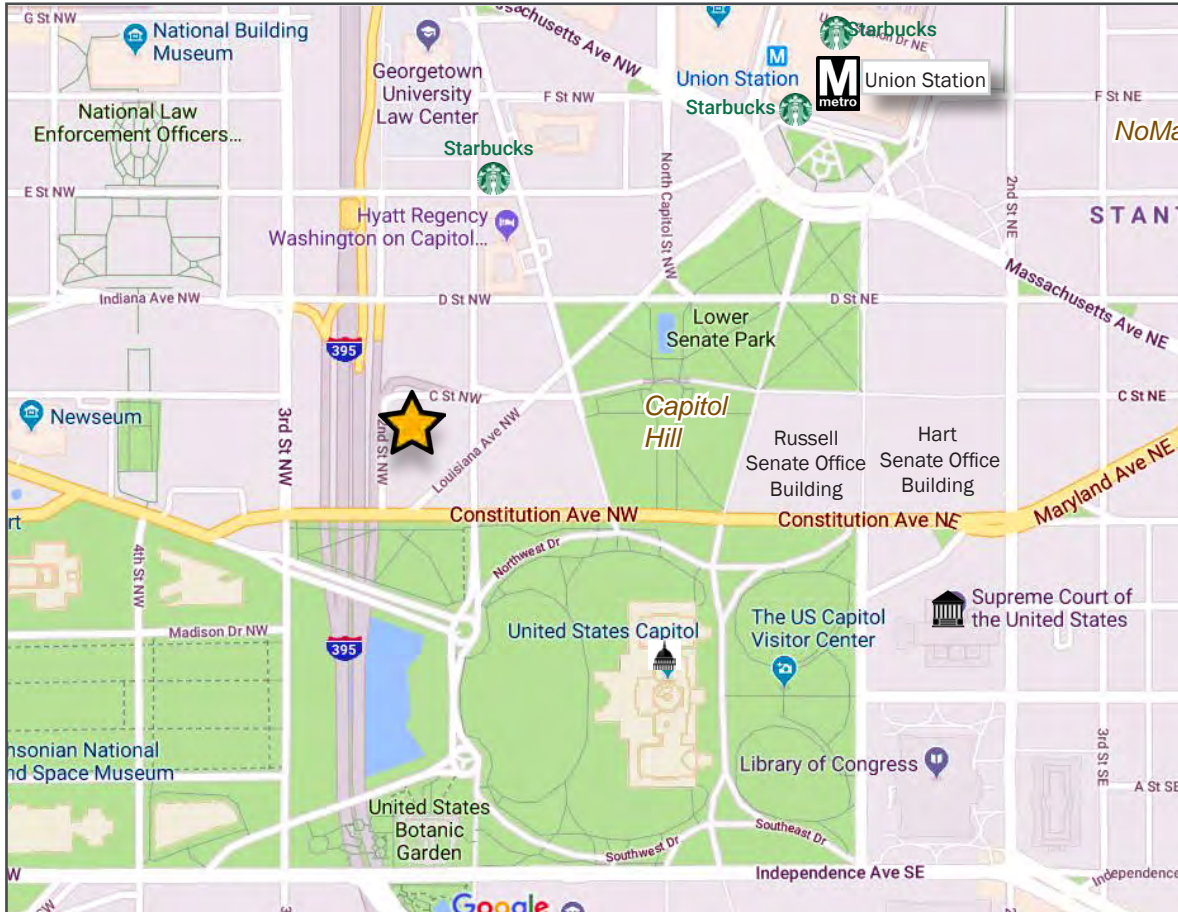 G St NW
National Building
Museum
Georgetown
University
Law Center
Massachusetts Ave NW
Starbucks
Union Station
M
M
metro
Union Station
Starbucks
F St NW
F St NE
National Law
Enforcement Officers...
Starbucks
NoMa
E St NW
North Capitol St NW
2nd St NE
STANT
Hyatt Regency
Washington on Capitol...
Massachusetts Ave NE
Indiana Ave NW
D St NW
D St NE
Lower
Senate Park
395
C St NW
C St NE
Newseum
3rd St NW
2nd St NW
Louisiana Ave NW
Capitol
Hill
Russell
Senate Office
Building
Hart
Senate Office
Building
Maryland Ave NE
Constitution Ave NW
Constitution Ave NE
4th St NW
Northwest Dr
Supreme Court of
the United States
Madison Dr NW
395
United States Capitol
The US Capitol
Visitor Center
nsonian National
nd Space Museum
Library of Congress
3rd St SE
A St SE
United States
Botanic
Garden
Southwest Dr
Southeast Dr
W
Independence Ave SE
Independence
Google